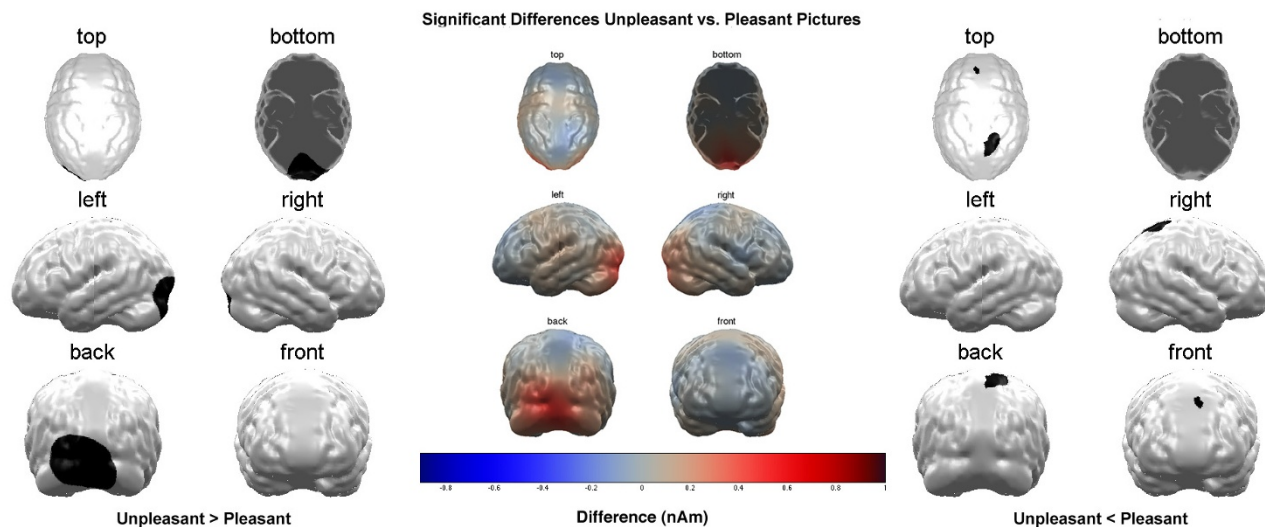 Significant Differences Unpleasant vs. Pleasant Pictures
top bottom
left right
back front
Unpleasant > Pleasant
top bottom
left right
back front
-0.8 -0.6 -0.4 -0.2 0 0.2 0.4 0.6 0.8 1
Difference (nAm)
top bottom
left right
back front
Unpleasant < Pleasant